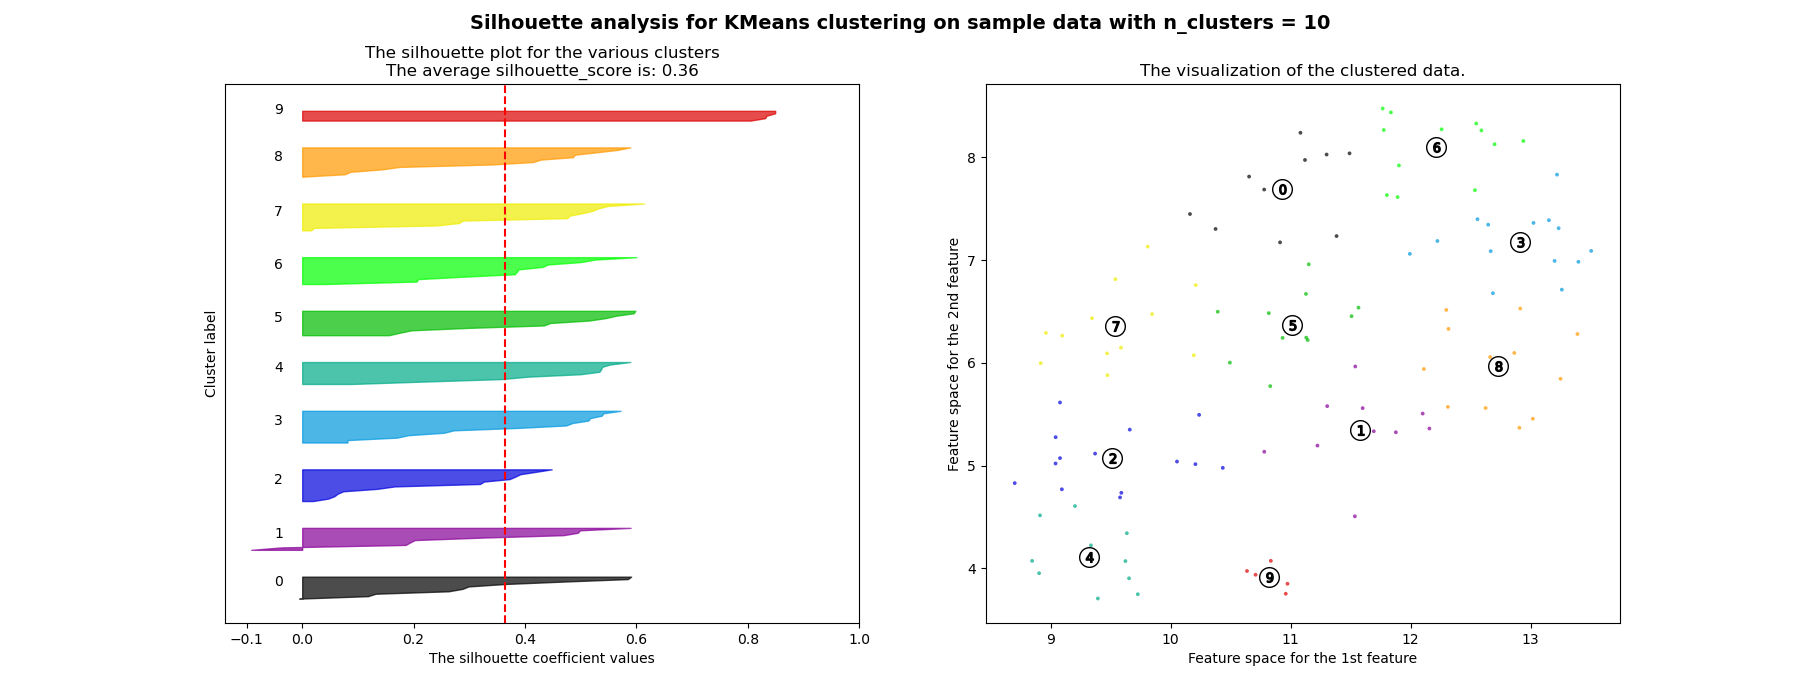 Silhouette analysis for KMeans clustering on sample data with n_clusters = 10
The silhouette plot for the various clusters
The average silhouette_score is: 0.36
9
8
7
6
5
4
3
2
1
0
Cluster label
−0.1 0.0 0.2 0.4 0.6 0.8 1.0
The silhouette coefficient values
The visualization of the clustered data.
8
7
6
5
4
Feature space for the 2nd feature
6
0
3
7
5
8
1
2
4
9
9 10 11 12 13
Feature space for the 1st feature